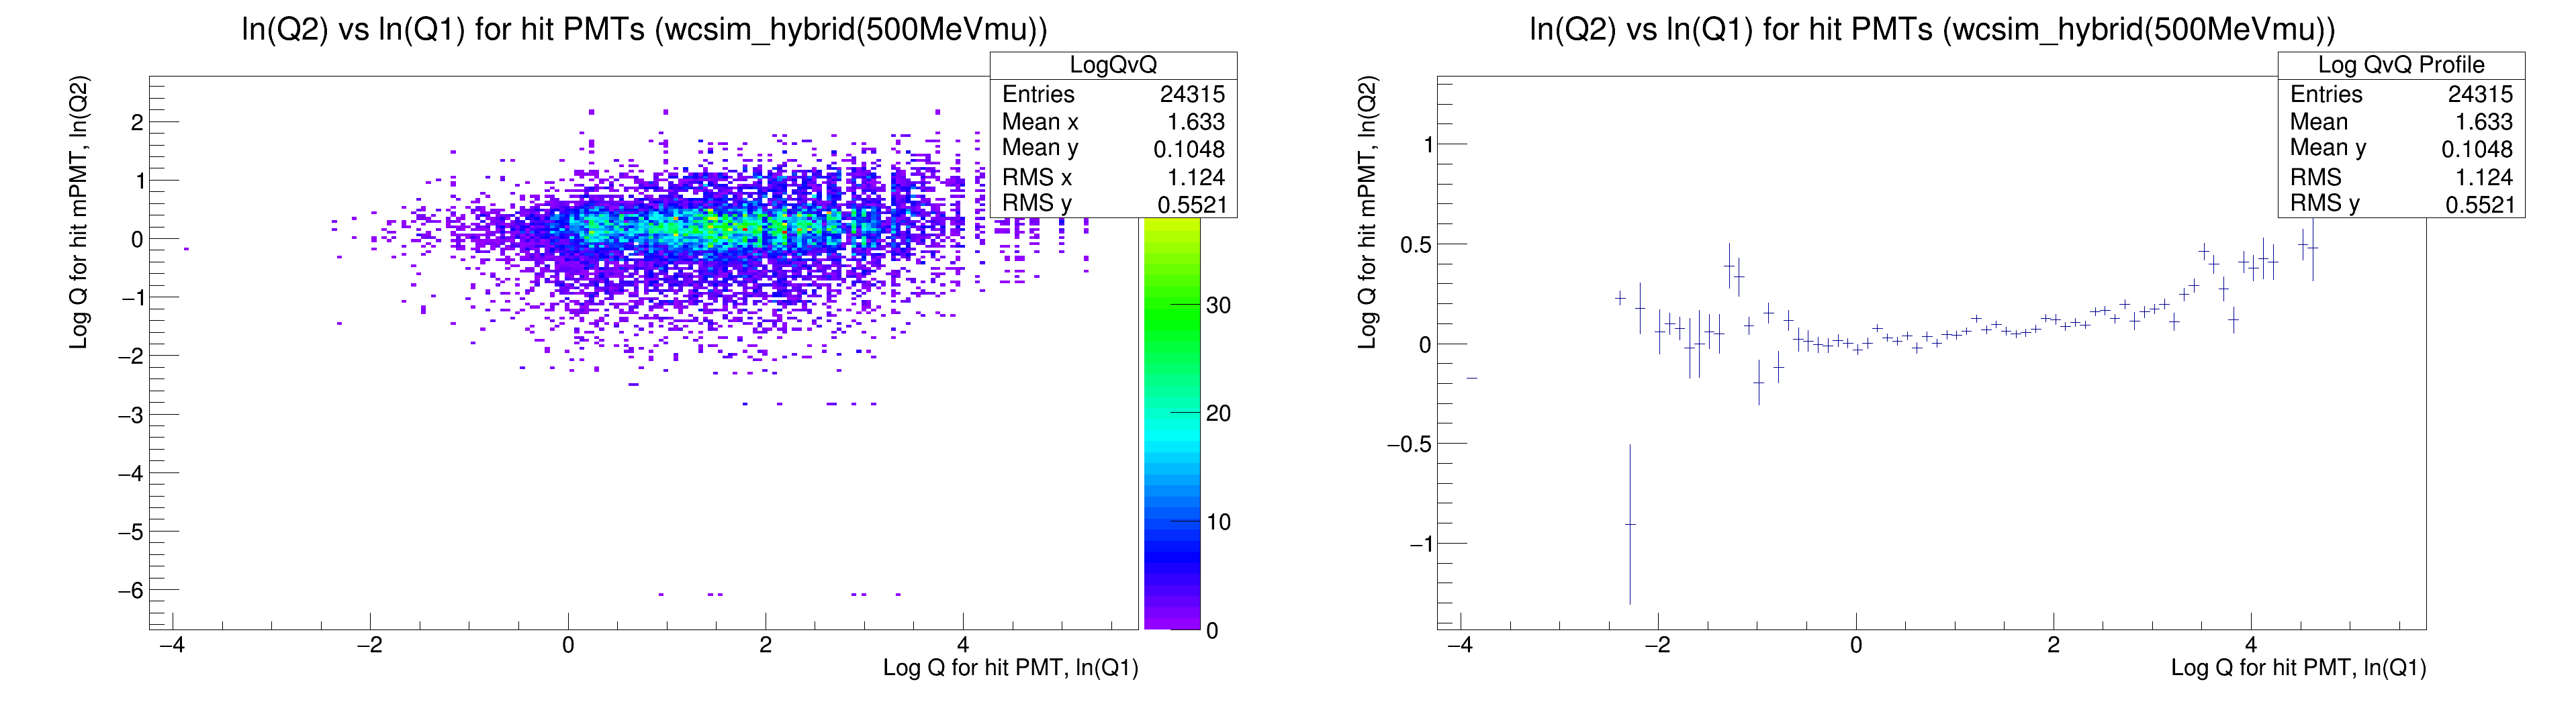 ln(Q2) vs ln(Q1) for hit PMTs (wcsim_hybrid(500MeVmu))
LogQvQ
Entries 24315
Mean x 1.633
Mean y 0.1048
RMS x 1.124
RMS y 0.5521
Log Q for hit mPMT, ln(Q2)
2
1
0
−1
−2
−3
−4
−5
−6
−4 −2 0 2 4
Log Q for hit PMT, ln(Q1)
30
20
10
0
ln(Q2) vs ln(Q1) for hit PMTs (wcsim_hybrid(500MeVmu))
Log QvQ Profile
Entries 24315
Mean 1.633
Mean y 0.1048
RMS 1.124
RMS y 0.5521
Log Q for hit mPMT, ln(Q2)
1
0.5
0
−0.5
−1
−4 −2 0 2 4
Log Q for hit PMT, ln(Q1)